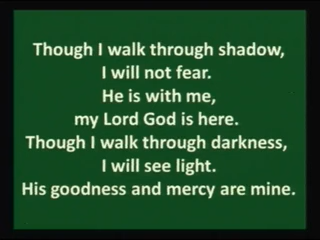 Though I walk through shadow,
I will not fear.
He is with me,
my Lord God is here.
Though I walk through darkness,
I will see light.
His goodness and mercy are mine.